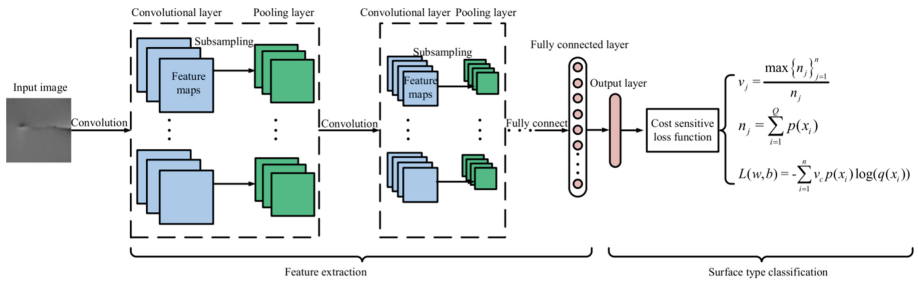 Convolutional layer Pooling layer
Subsampling
Feature
maps
Input image
Convolution
Convolution
Convolutional layer Pooling layer
Subsampling
Feature
maps
Fully connected layer
Fully connect
Output layer
Cost sensitive
loss function
v_j = max{n_j}_{j=1}^{n} / n_j
n_j = ∑_{i=1}^{Q} p(x_i)
L(w,b) = -∑_{i=1}^{n} v_c p(x_i) log(q(x_i))
Feature extraction
Surface type classification